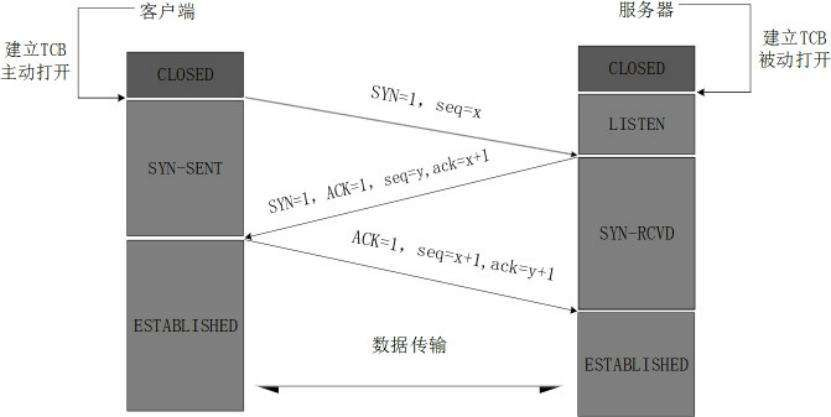 客户端
服务器
建立TCB
主动打开
建立TCB
被动打开
CLOSED
CLOSED
SYN=1, seq=x
LISTEN
SYN-SENT
SYN=1, ACK=1, seq=y,ack=x+1
SYN-RCVD
ACK=1, seq=x+1,ack=y+1
ESTABLISHED
数据传输
ESTABLISHED